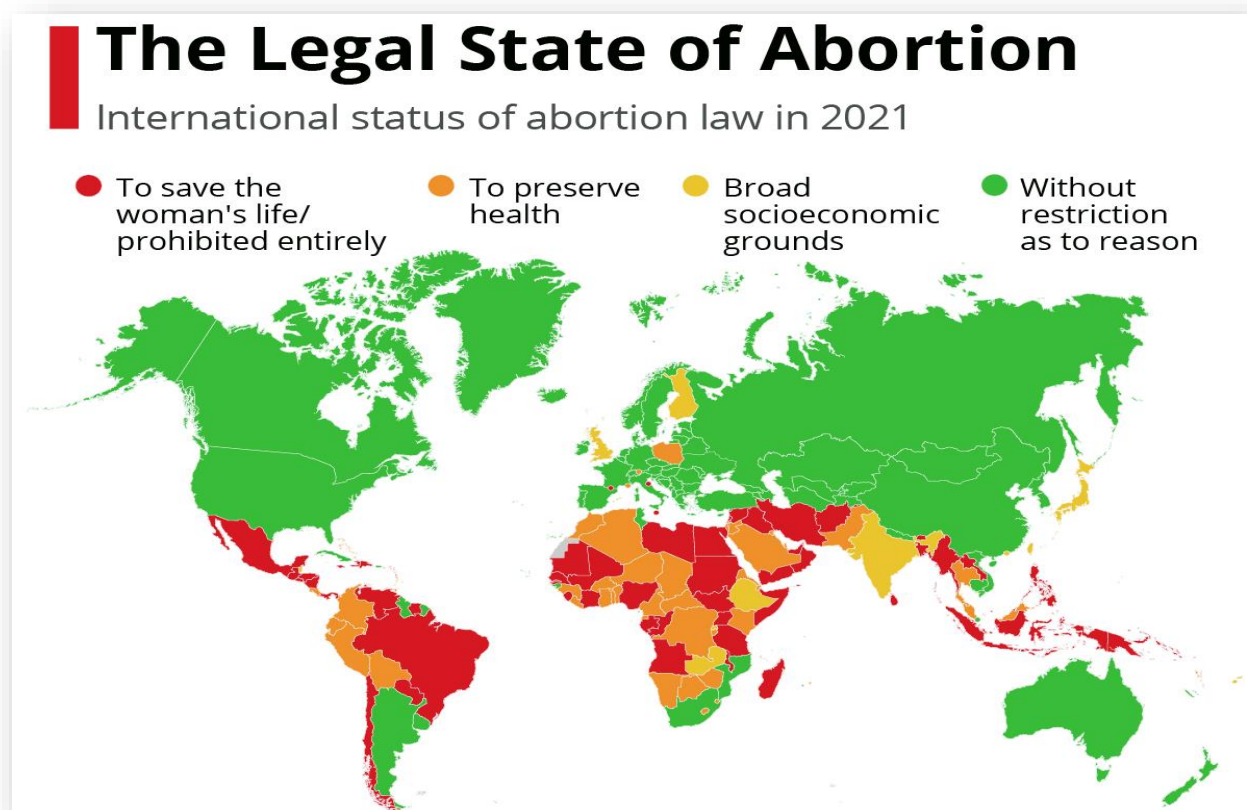 The Legal State of Abortion
International status of abortion law in 2021
To save the
woman's life/
prohibited entirely
To preserve
health
Broad
socioeconomic
grounds
Without
restriction
as to reason